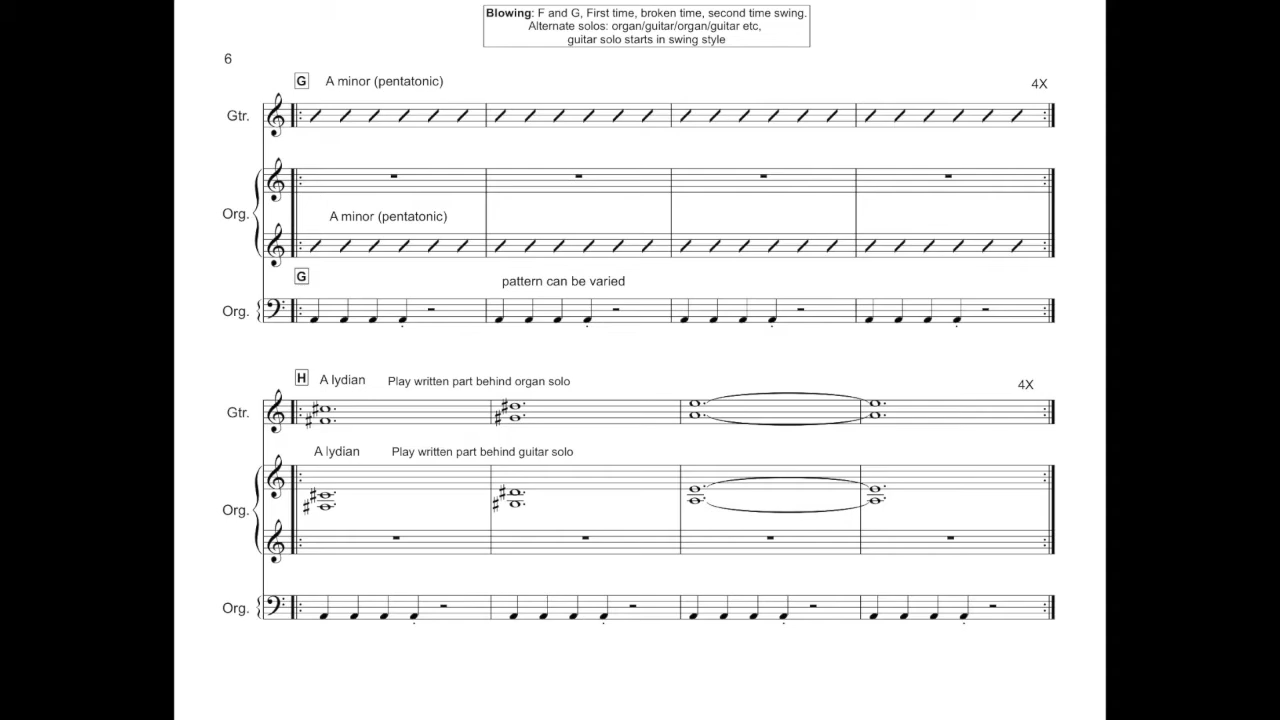 Blowing: F and G, First time, broken time, second time swing.
Alternate solos: organ/guitar/organ/guitar etc,
guitar solo starts in swing style
6
G A minor (pentatonic) 4X
Gtr.
Org.
A minor (pentatonic)
G pattern can be varied
Org.
H A lydian Play written part behind organ solo 4X
Gtr.
A lydian Play written part behind guitar solo
Org.
Org.